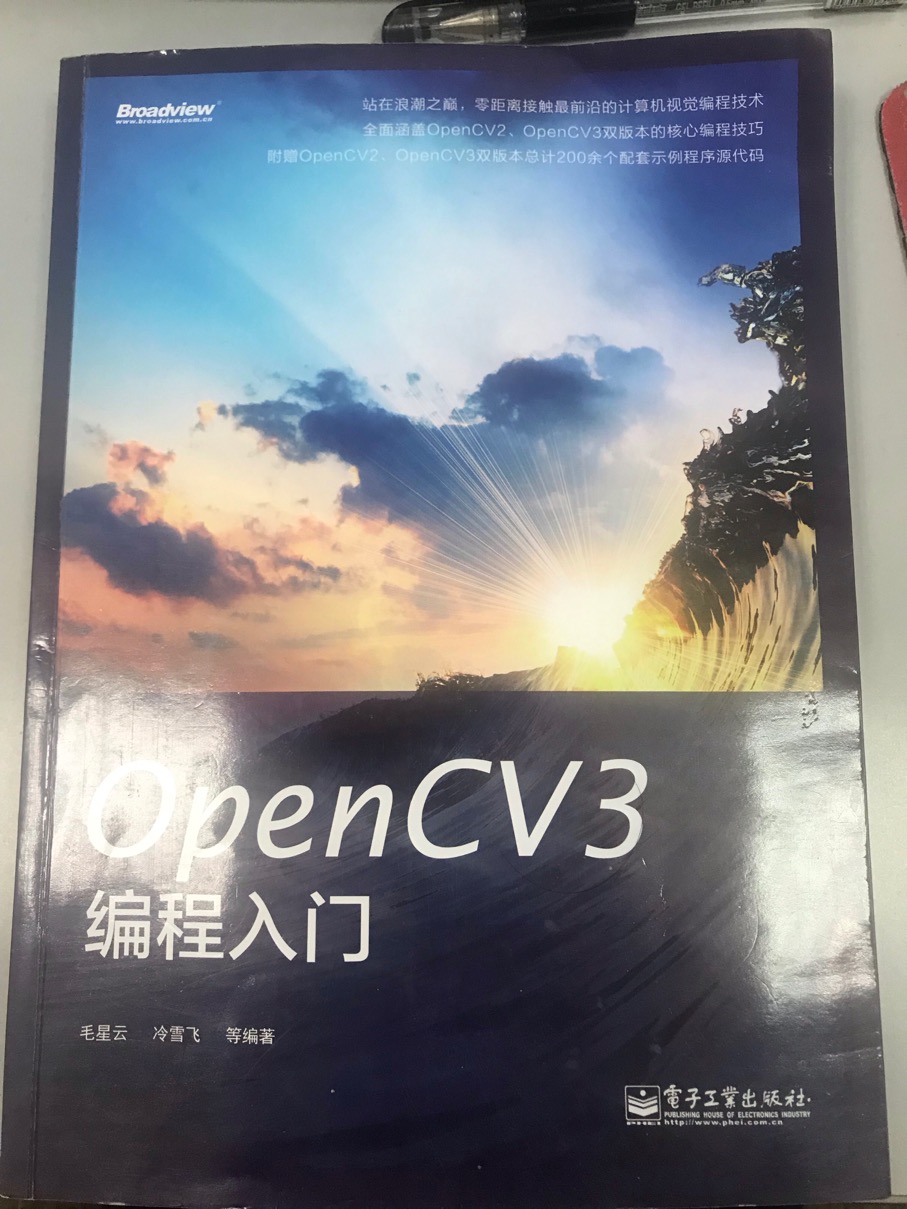 Broadview®
www.broadview.com.cn
站在浪潮之巅，零距离接触最前沿的计算机视觉编程技术
全面涵盖OpenCV2、OpenCV3双版本的核心编程技巧
附赠OpenCV2、OpenCV3双版本总计200余个配套示例程序源代码
OpenCV3
编程入门
毛星云 冷雪飞 等编著
電子工業出版社·
PUBLISHING HOUSE OF ELECTRONICS INDUSTRY
http://www.phei.com.cn